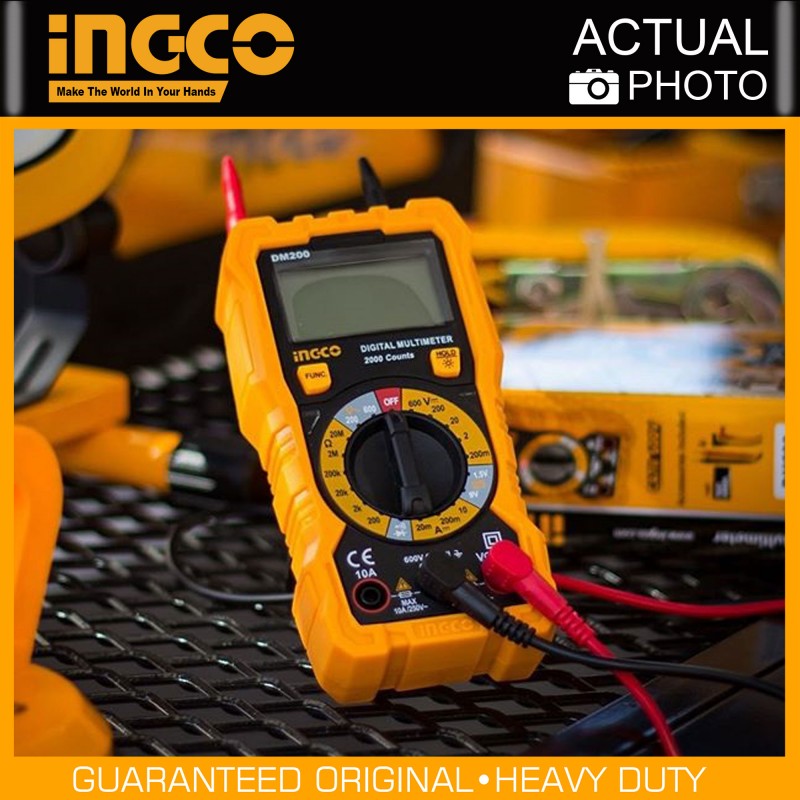 INGCO
Make The World In Your Hands
ACTUAL
PHOTO
DM200
INGCO
DIGITAL MULTIMETER
2000 Counts
HOLD
FUNC.
OFF
600 V
200
20
2
200m
1.5V
9V
10
200m
A
20m
200
2k
20k
200k
2M
20M
Ω
200
600
CE
10A
600V
MAX
10A/250V
INGCO
GUARANTEED ORIGINAL•HEAVY DUTY